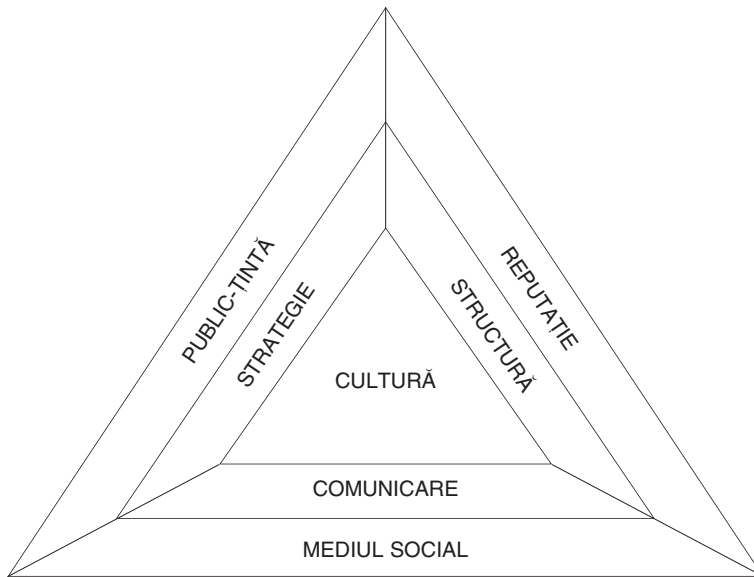 PUBLIC-ȚINTĂ
STRATEGIE
CULTURĂ
STRUCTURĂ
REPUTAȚIE
COMUNICARE
MEDIUL SOCIAL